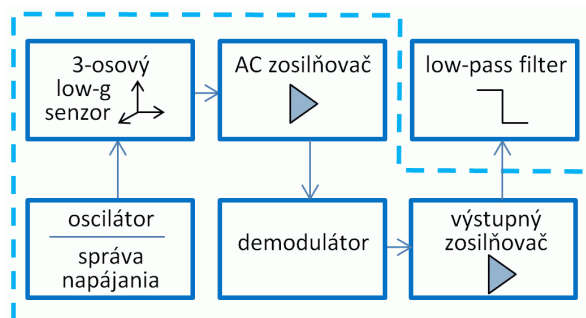 3-osový
low-g
senzor
AC zosilňovač
low-pass filter
oscilátor
správa
napájania
demodulátor
výstupný
zosilňovač